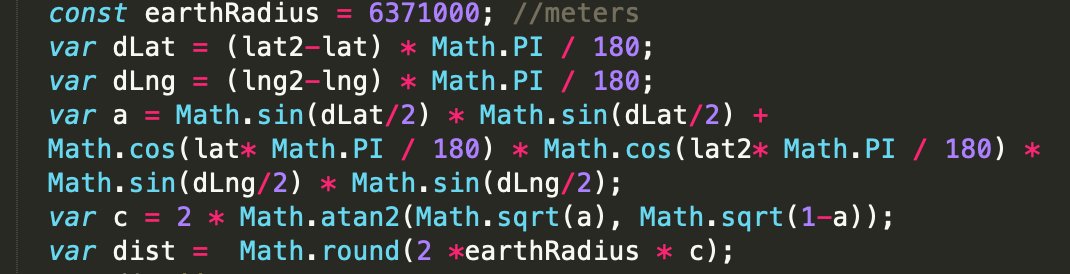 const earthRadius = 6371000; //meters
var dLat = (lat2-lat) * Math.PI / 180;
var dLng = (lng2-lng) * Math.PI / 180;
var a = Math.sin(dLat/2) * Math.sin(dLat/2) +
Math.cos(lat* Math.PI / 180) * Math.cos(lat2* Math.PI / 180) *
Math.sin(dLng/2) * Math.sin(dLng/2);
var c = 2 * Math.atan2(Math.sqrt(a), Math.sqrt(1-a));
var dist =  Math.round(2 *earthRadius * c);